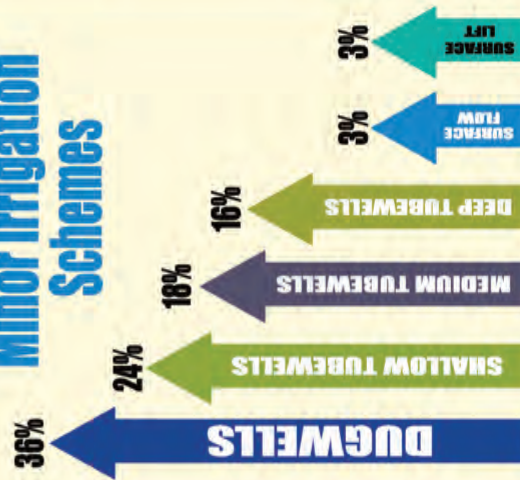 Minor Irrigation
Schemes
36%
DUGWELLS
24%
SHALLOW TUBEWELLS
18%
MEDIUM TUBEWELLS
16%
DEEP TUBEWELLS
3%
SURFACE
FLOW
3%
SURFACE
LIFT